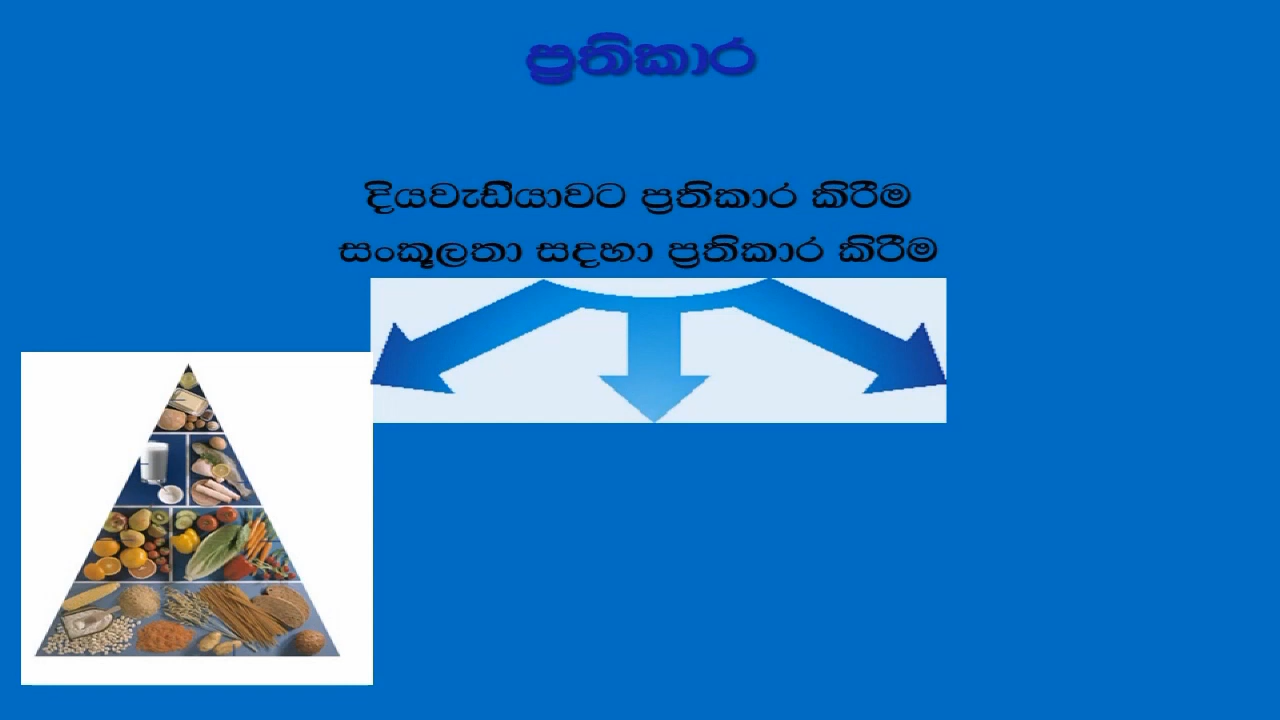 ප්‍රතිකාර
දියවැඩියාවට ප්‍රතිකාර කිරීම
සංකූලතා සඳහා ප්‍රතිකාර කිරීම